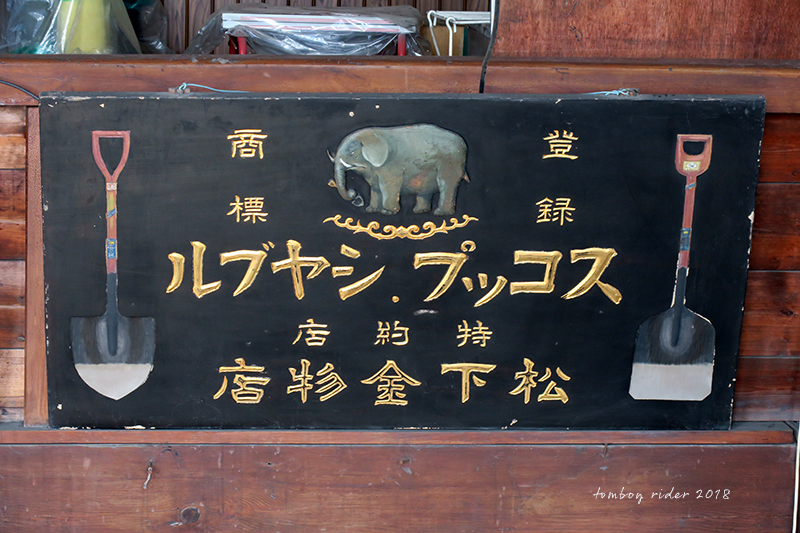 登録
商標
スコップ.シヤブル
特約店
松下金物店
tomboy rider 2018